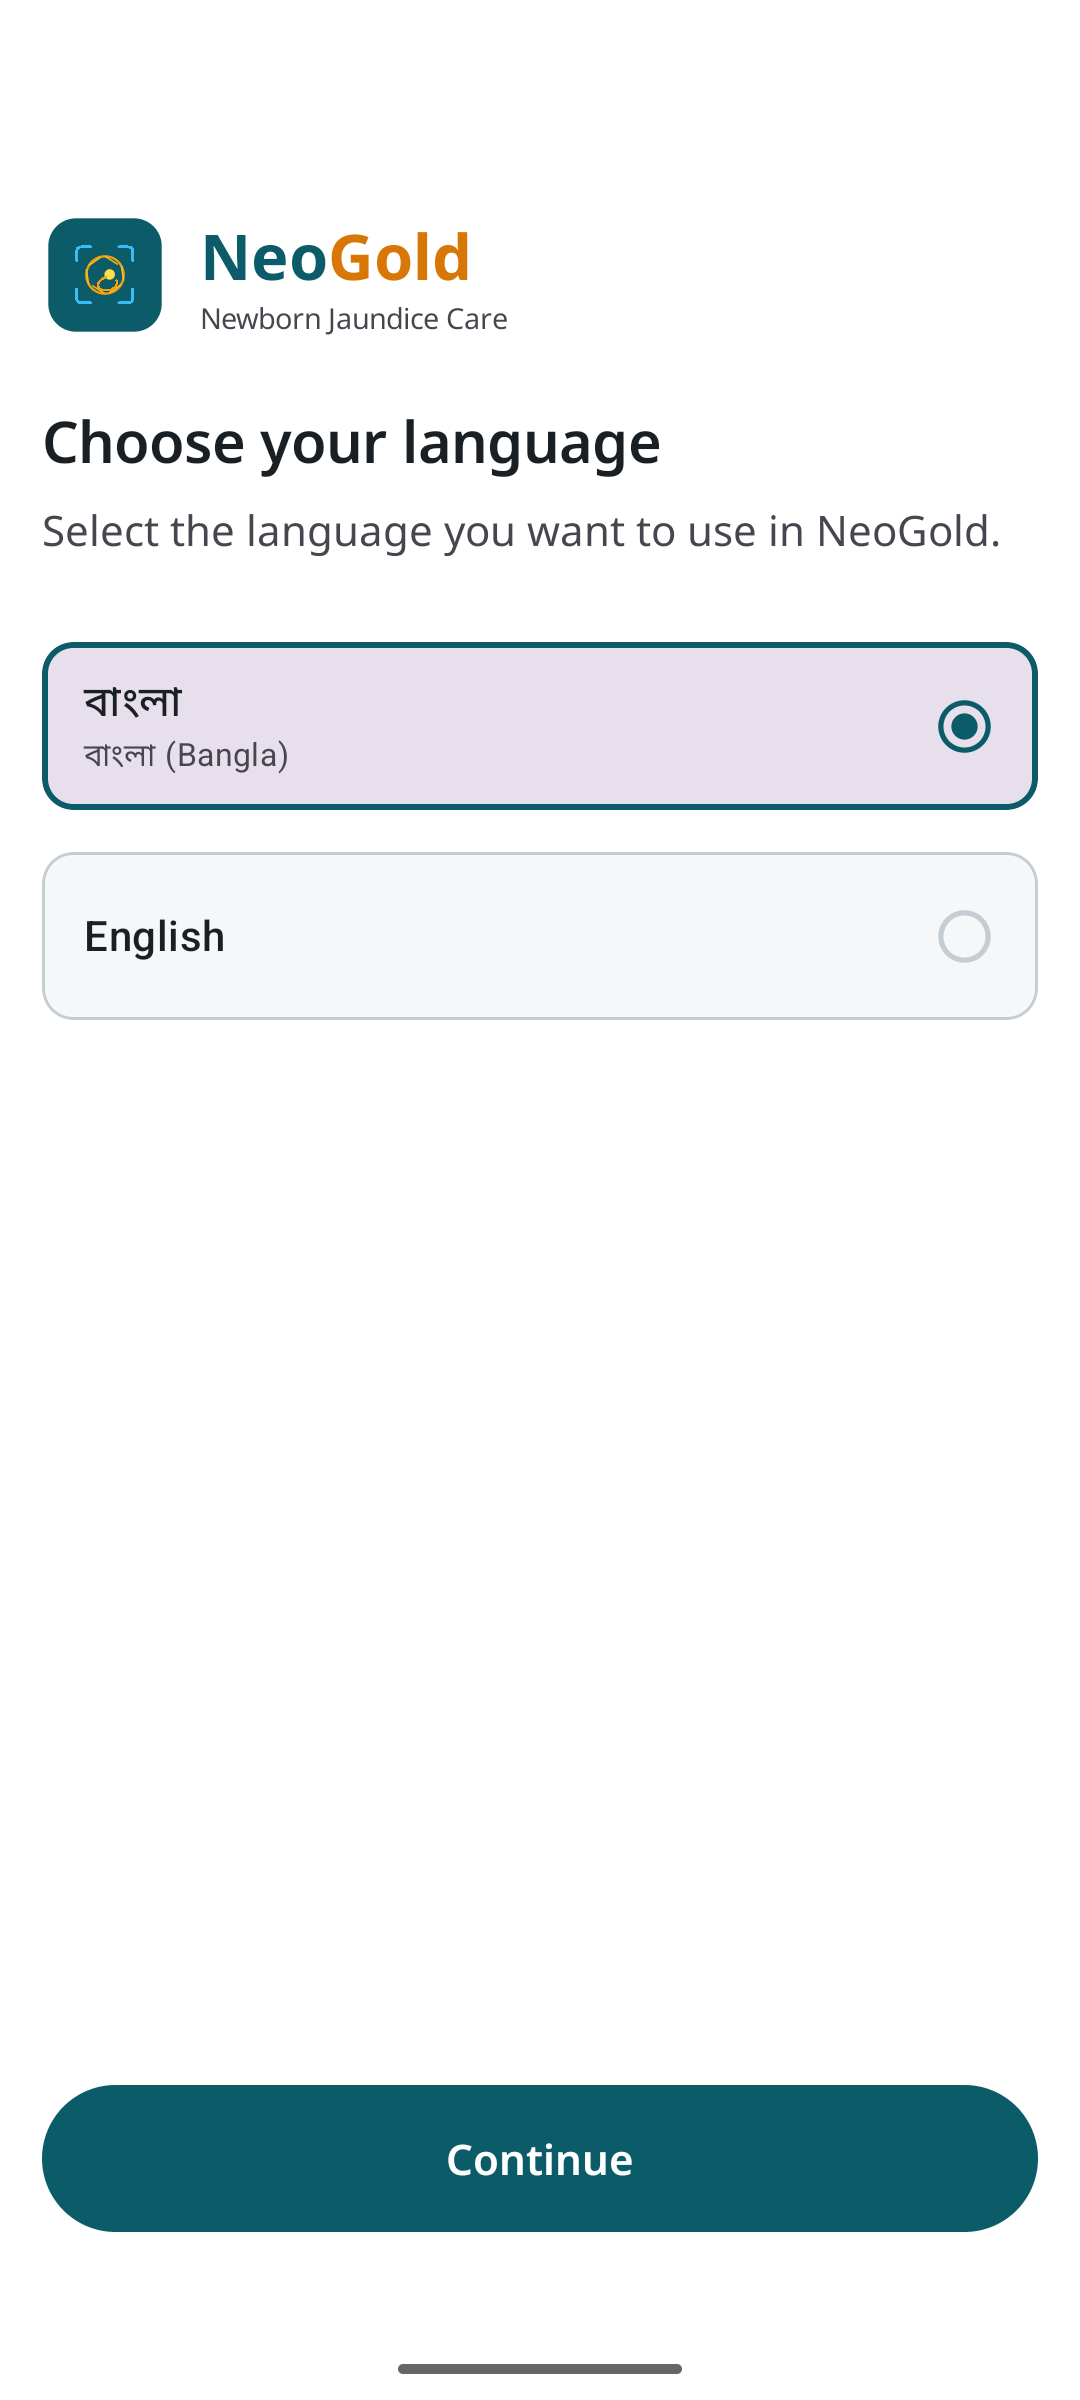 NeoGold
Newborn Jaundice Care
Choose your language
Select the language you want to use in NeoGold.
বাংলা
বাংলা (Bangla)
English
Continue